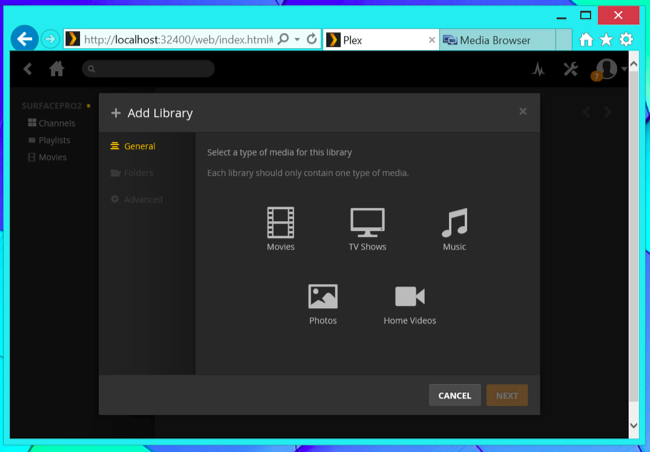 http://localhost:32400/web/index.html#
Plex
Media Browser
7
SURFACEPRO2
Channels
Playlists
Movies
Add Library
General
Folders
Advanced
Select a type of media for this library
Each library should only contain one type of media.
Movies
TV Shows
Music
Photos
Home Videos
CANCEL
NEXT